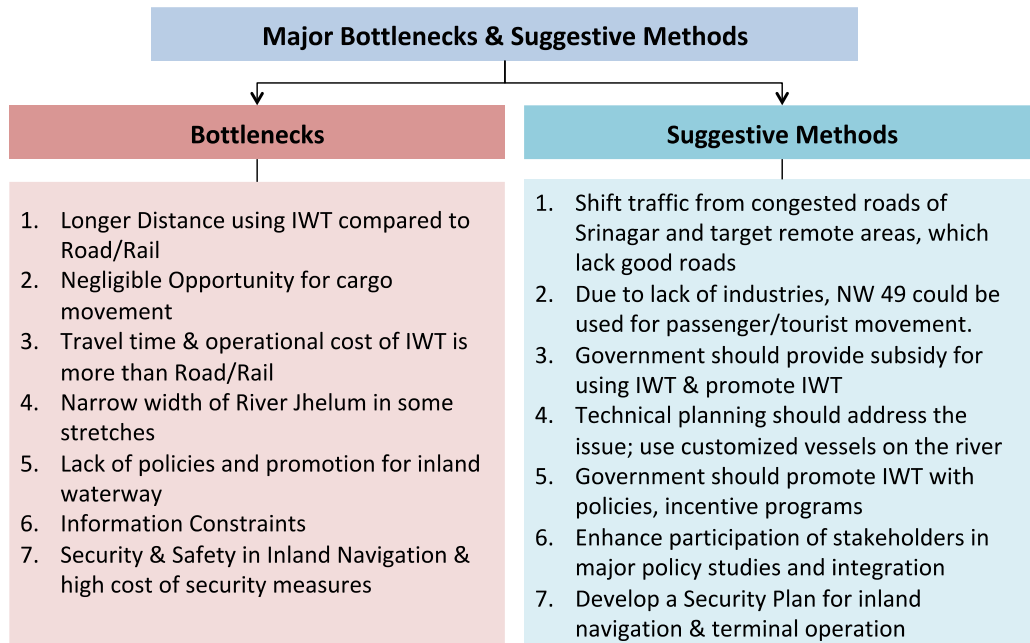 Major Bottlenecks & Suggestive Methods
Bottlenecks
1. Longer Distance using IWT compared to
Road/Rail
2. Negligible Opportunity for cargo
movement
3. Travel time & operational cost of IWT is
more than Road/Rail
4. Narrow width of River Jhelum in some
stretches
5. Lack of policies and promotion for inland
waterway
6. Information Constraints
7. Security & Safety in Inland Navigation &
high cost of security measures
Suggestive Methods
1. Shift traffic from congested roads of
Srinagar and target remote areas, which
lack good roads
2. Due to lack of industries, NW 49 could be
used for passenger/tourist movement.
3. Government should provide subsidy for
using IWT & promote IWT
4. Technical planning should address the
issue; use customized vessels on the river
5. Government should promote IWT with
policies, incentive programs
6. Enhance participation of stakeholders in
major policy studies and integration
7. Develop a Security Plan for inland
navigation & terminal operation